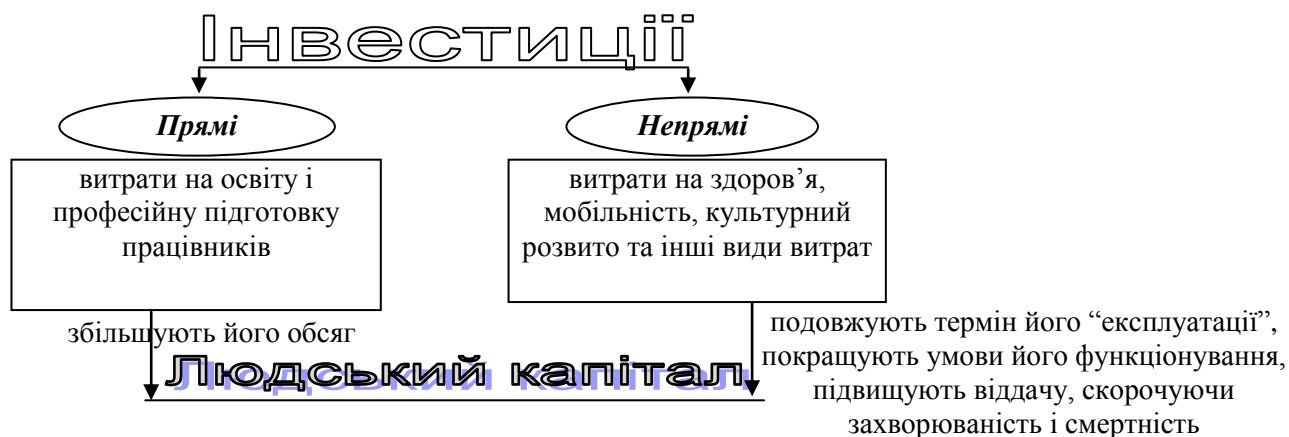 Інвестиції
Прямі
Непрямі
витрати на освіту і
професійну підготовку
працівників
витрати на здоров’я,
мобільність, культурний
розвито та інші види витрат
збільшують його обсяг
подовжують термін його “експлуатації”,
покращують умови його функціонування,
підвищують віддачу, скорочуючи
захворюваність і смертність
Людський капітал